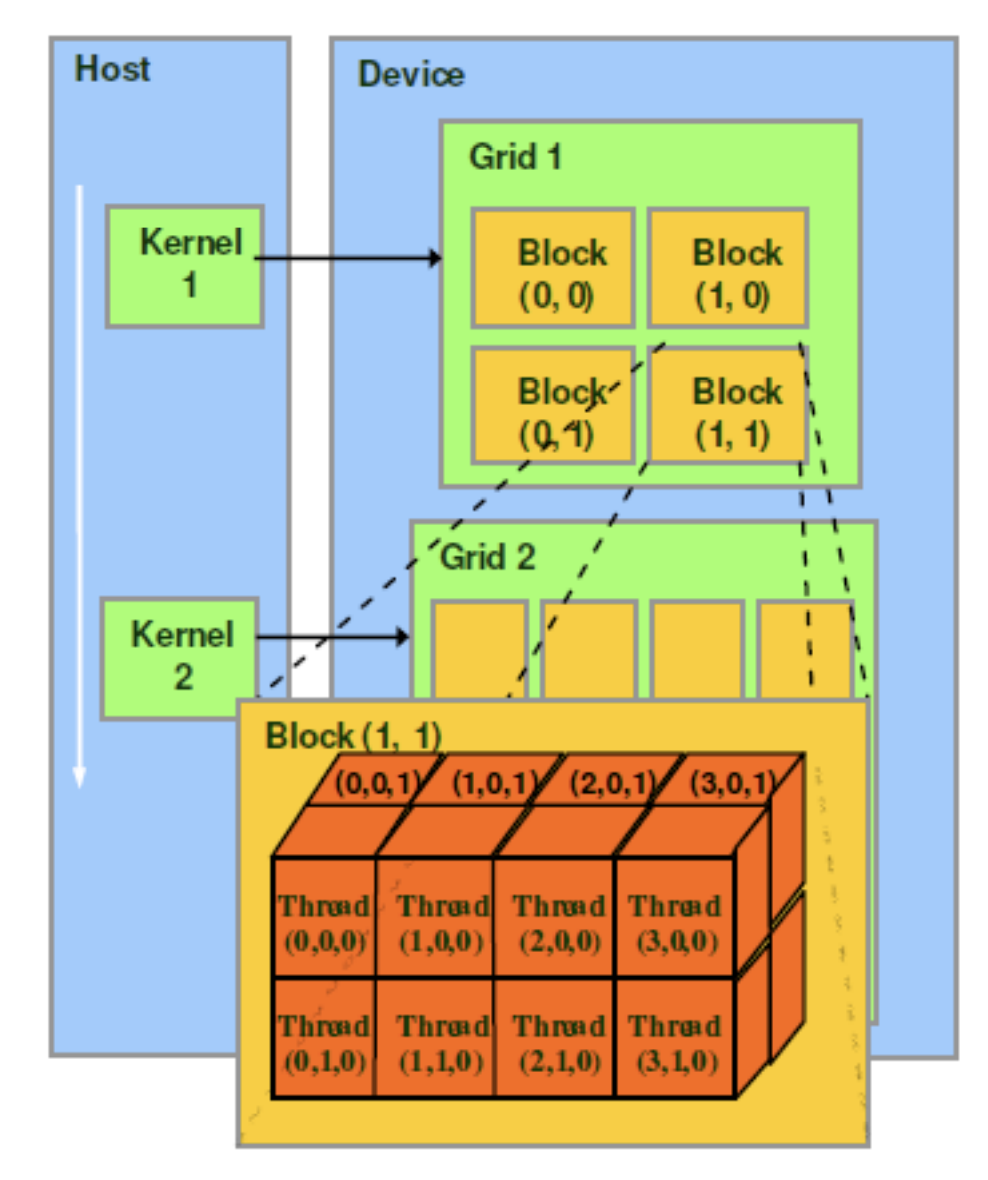 Host
Device
Grid 1
Kernel
1
Block
(0, 0)
Block
(1, 0)
Block
(0, 1)
Block
(1, 1)
Grid 2
Kernel
2
Block (1, 1)
(0,0,1) (1,0,1) (2,0,1) (3,0,1)
Thread
(0,0,0)
Thread
(1,0,0)
Thread
(2,0,0)
Thread
(3,0,0)
Thread
(0,1,0)
Thread
(1,1,0)
Thread
(2,1,0)
Thread
(3,1,0)